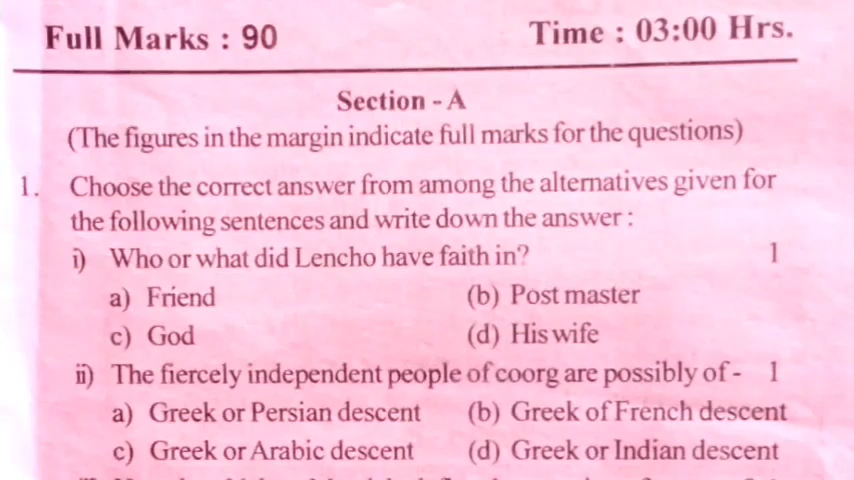 Full Marks : 90 Time : 03:00 Hrs.
Section - A
(The figures in the margin indicate full marks for the questions)
1. Choose the correct answer from among the alternatives given for
the following sentences and write down the answer :
i) Who or what did Lencho have faith in? 1
a) Friend (b) Post master
c) God (d) His wife
ii) The fiercely independent people of coorg are possibly of - 1
a) Greek or Persian descent (b) Greek of French descent
c) Greek or Arabic descent (d) Greek or Indian descent